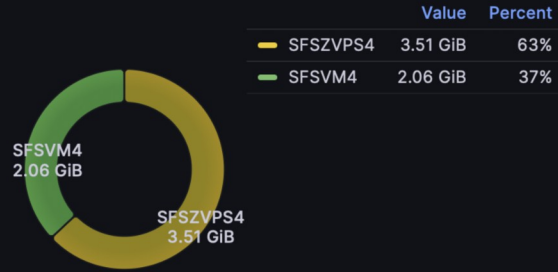 Value Percent
SFSZVPS4 3.51 GiB 63%
SFSVM4 2.06 GiB 37%
SFSVM4
2.06 GiB
SFSZVPS4
3.51 GiB